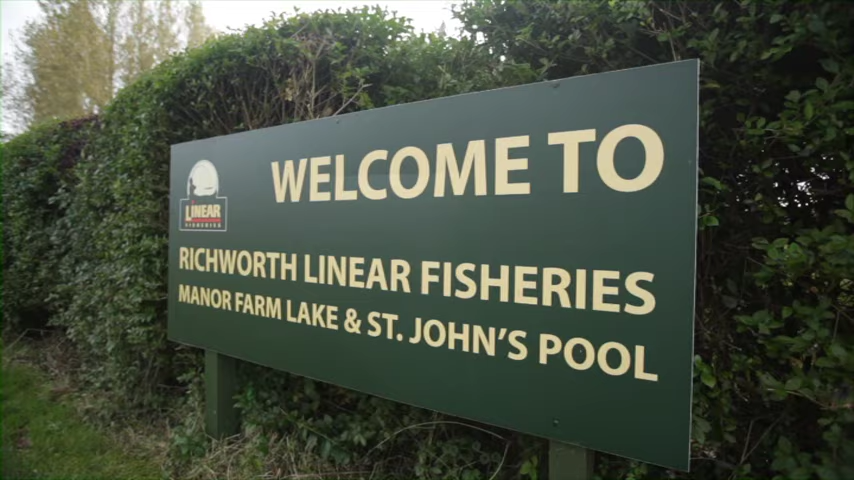 WELCOME TO
LINEAR
FISHERIES
RICHWORTH LINEAR FISHERIES
MANOR FARM LAKE & ST. JOHN'S POOL